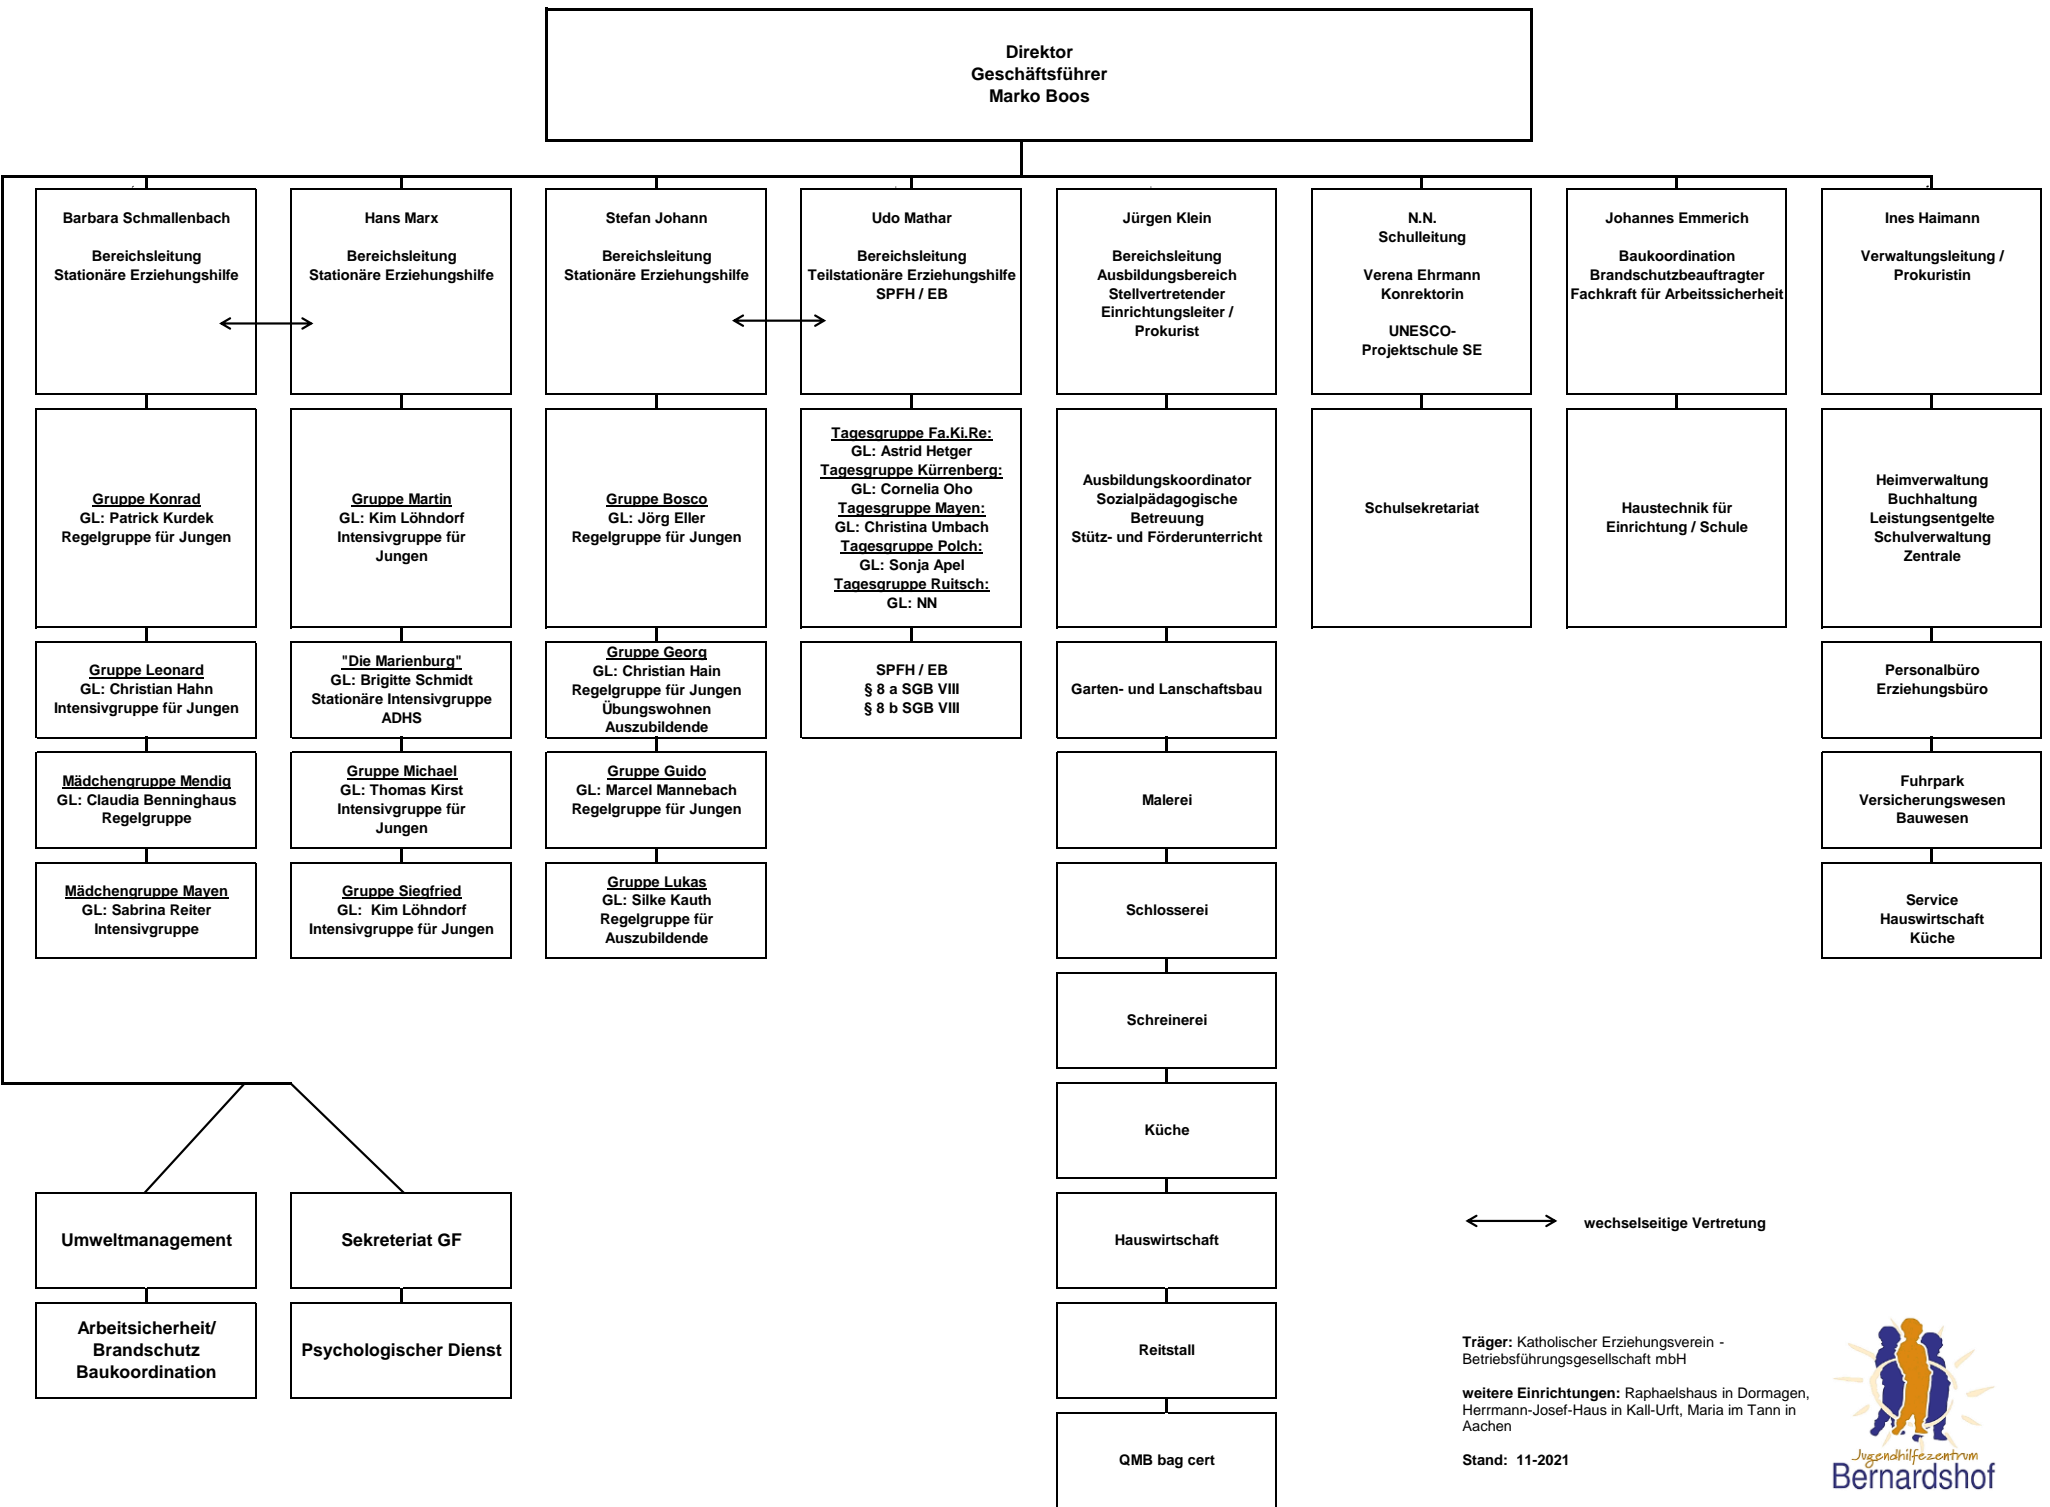 Direktor
Geschäftsführer
Marko Boos
Barbara Schmallenbach
Bereichsleitung
Stationäre Erziehungshilfe
Hans Marx
Bereichsleitung
Stationäre Erziehungshilfe
Stefan Johann
Bereichsleitung
Stationäre Erziehungshilfe
Udo Mathar
Bereichsleitung
Teilstationäre Erziehungshilfe
SPFH / EB
Jürgen Klein
Bereichsleitung
Ausbildungsbereich
Stellvertretender
Einrichtungsleiter /
Prokurist
N.N.
Schulleitung
Verena Ehrmann
Konrektorin
UNESCO-
Projektschule SE
Johannes Emmerich
Baukoordination
Brandschutzbeauftragter
Fachkraft für Arbeitssicherheit
Ines Haimann
Verwaltungsleitung /
Prokuristin
Gruppe Konrad
GL: Patrick Kurdek
Regelgruppe für Jungen
Gruppe Martin
GL: Kim Löhndorf
Intensivgruppe für
Jungen
Gruppe Bosco
GL: Jörg Eller
Regelgruppe für Jungen
Tagesgruppe Fa.Ki.Re:
GL: Astrid Hetger
Tagesgruppe Kürrenberg:
GL: Cornelia Oho
Tagesgruppe Mayen:
GL: Christina Umbach
Tagesgruppe Polch:
GL: Sonja Apel
Tagesgruppe Ruitsch:
GL: NN
Ausbildungskoordinator
Sozialpädagogische
Betreuung
Stütz- und Förderunterricht
Schulsekretariat
Haustechnik für
Einrichtung / Schule
Heimverwaltung
Buchhaltung
Leistungsentgelte
Schulverwaltung
Zentrale
Gruppe Leonard
GL: Christian Hahn
Intensivgruppe für Jungen
"Die Marienburg"
GL: Brigitte Schmidt
Stationäre Intensivgruppe
ADHS
Gruppe Georg
GL: Christian Hain
Regelgruppe für Jungen
Übungswohnen
Auszubildende
SPFH / EB
§ 8 a SGB VIII
§ 8 b SGB VIII
Garten- und Lanschaftsbau
Personalbüro
Erziehungsbüro
Mädchengruppe Mendig
GL: Claudia Benninghaus
Regelgruppe
Gruppe Michael
GL: Thomas Kirst
Intensivgruppe für
Jungen
Gruppe Guido
GL: Marcel Mannebach
Regelgruppe für Jungen
Malerei
Fuhrpark
Versicherungswesen
Bauwesen
Mädchengruppe Mayen
GL: Sabrina Reiter
Intensivgruppe
Gruppe Siegfried
GL:  Kim Löhndorf
Intensivgruppe für Jungen
Gruppe Lukas
GL: Silke Kauth
Regelgruppe für
Auszubildende
Schlosserei
Service
Hauswirtschaft
Küche
Schreinerei
Küche
Umweltmanagement
Sekreteriat GF
Hauswirtschaft
wechselseitige Vertretung
Arbeitsicherheit/
Brandschutz
Baukoordination
Psychologischer Dienst
Reitstall
QMB bag cert
Träger: Katholischer Erziehungsverein -
Betriebsführungsgesellschaft mbH
weitere Einrichtungen: Raphaelshaus in Dormagen,
Herrmann-Josef-Haus in Kall-Urft, Maria im Tann in
Aachen
Stand:  11-2021
Jugendhilfezentrum
Bernardshof